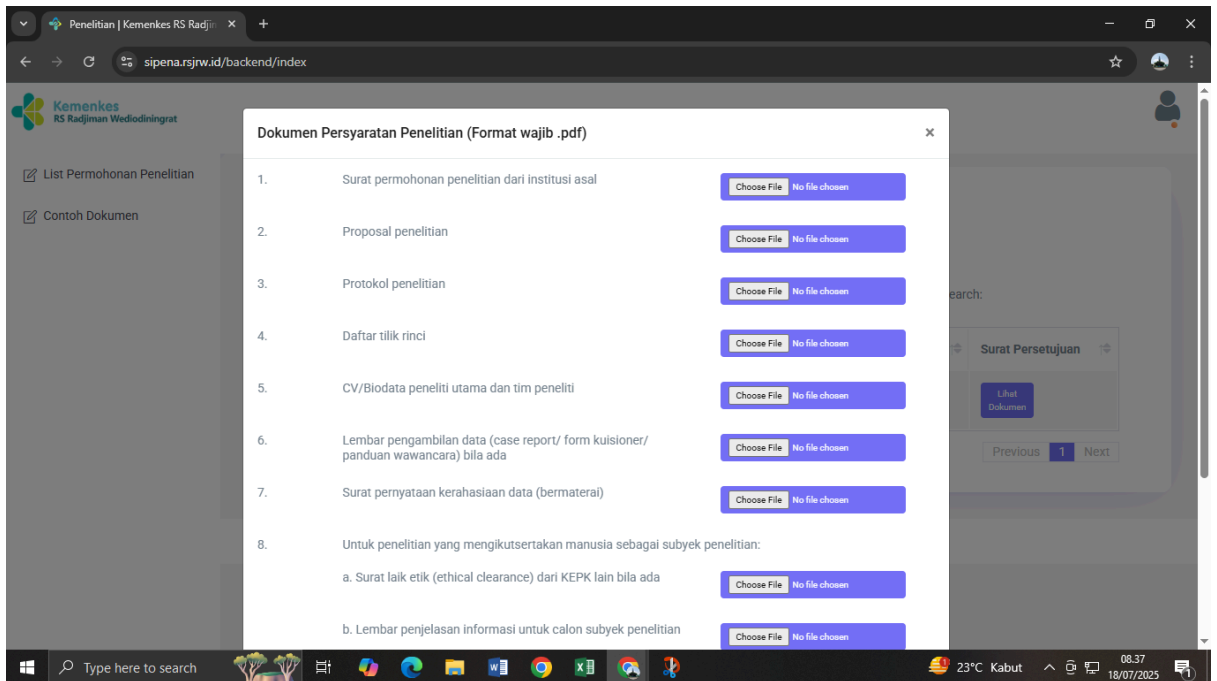 Penelitian | Kemenkes RS Radjin
sipena.rsjrw.id/backend/index
Kemenkes
RS Radjiman Wediodiningrat
List Permohonan Penelitian
Contoh Dokumen
Dokumen Persyaratan Penelitian (Format wajib .pdf)
1. Surat permohonan penelitian dari institusi asal Choose File No file chosen
2. Proposal penelitian Choose File No file chosen
3. Protokol penelitian Choose File No file chosen
4. Daftar tilik rinci Choose File No file chosen
5. CV/Biodata peneliti utama dan tim peneliti Choose File No file chosen
6. Lembar pengambilan data (case report/ form kuisioner/
panduan wawancara) bila ada Choose File No file chosen
7. Surat pernyataan kerahasiaan data (bermaterai) Choose File No file chosen
8. Untuk penelitian yang mengikutsertakan manusia sebagai subyek penelitian:
a. Surat laik etik (ethical clearance) dari KEPK lain bila ada Choose File No file chosen
b. Lembar penjelasan informasi untuk calon subyek penelitian Choose File No file chosen
earch:
Surat Persetujuan
Lihat
Dokumen
Previous 1 Next
Type here to search
23°C Kabut
08.37
18/07/2025